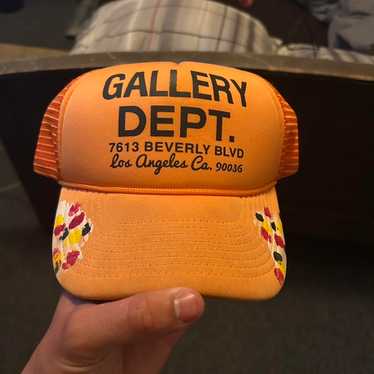 GALLERY
DEPT.
7613 BEVERLY BLVD
los Angeles Ca. 90036